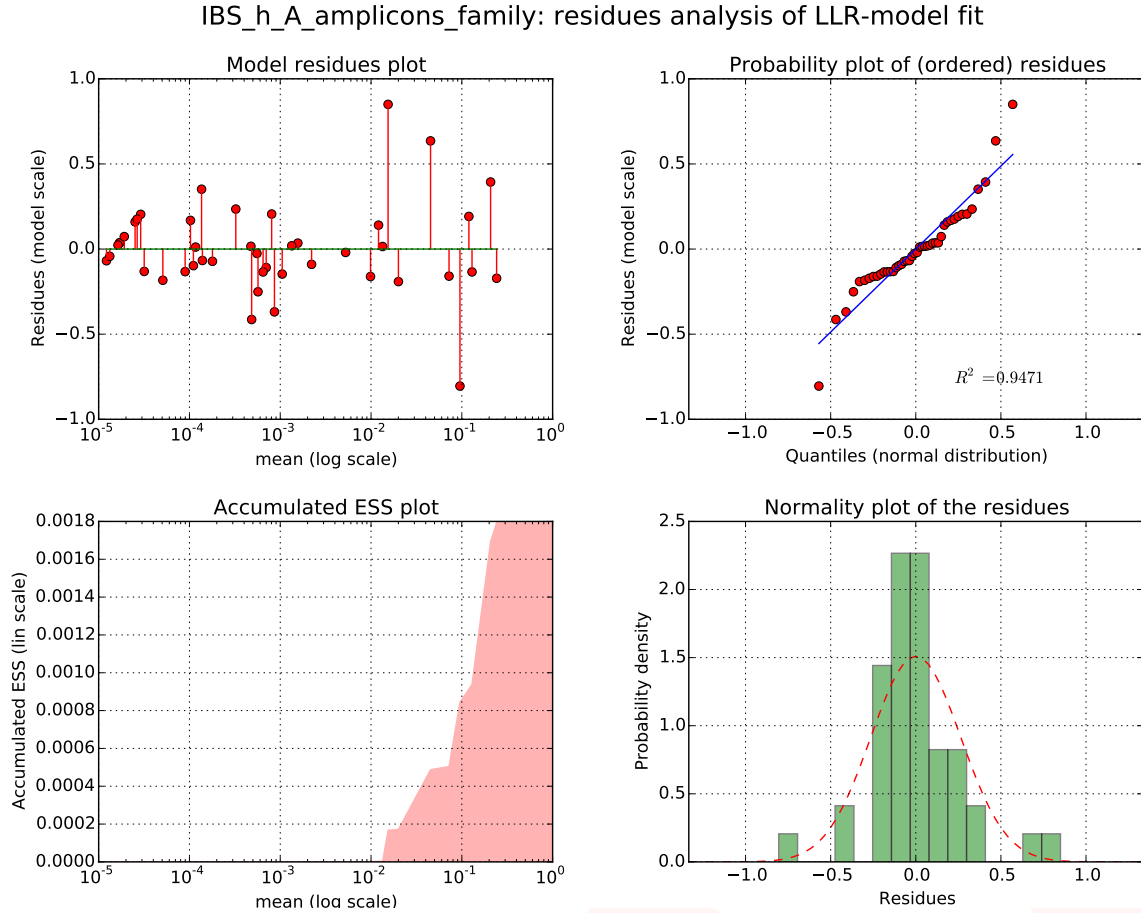 IBS_h_A_amplicons_family: residues analysis of LLR-model fit
Model residues plot
1.0
0.5
0.0
−0.5
−1.0
Residues (model scale)
10^-5 10^-4 10^-3 10^-2 10^-1 10^0
mean (log scale)
Probability plot of (ordered) residues
1.0
0.5
0.0
−0.5
−1.0
Residues (model scale)
R^2 =0.9471
−1.0 −0.5 0.0 0.5 1.0
Quantiles (normal distribution)
Accumulated ESS plot
0.0018
0.0016
0.0014
0.0012
0.0010
0.0008
0.0006
0.0004
0.0002
0.0000
Accumulated ESS (lin scale)
10^-5 10^-4 10^-3 10^-2 10^-1 10^0
mean (log scale)
Normality plot of the residues
2.5
2.0
1.5
1.0
0.5
0.0
Probability density
−1.0 −0.5 0.0 0.5 1.0
Residues